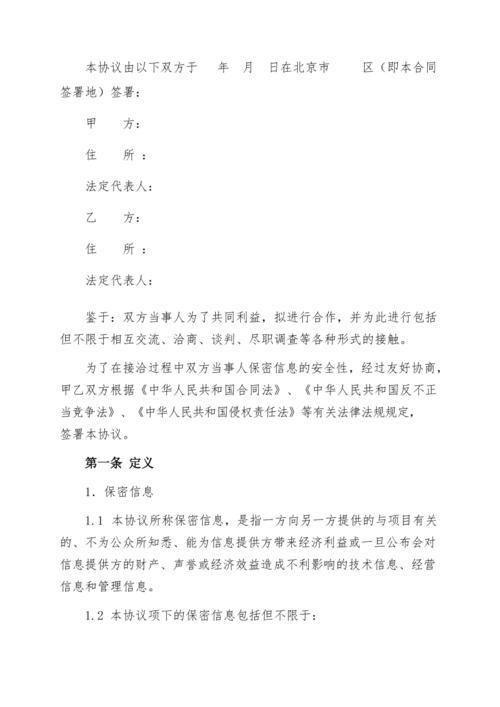 本协议由以下双方于　　年　月　日在北京市　　　区（即本合同
签署地）签署：
甲　　方：
住　　所 ：
法定代表人：
乙　　方：
住　　所 ：
法定代表人：
鉴于：双方当事人为了共同利益，拟进行合作，并为此进行包括
但不限于相互交流、洽商、谈判、尽职调查等各种形式的接触。
为了在接洽过程中双方当事人保密信息的安全性，经过友好协商，
甲乙双方根据《中华人民共和国合同法》、《中华人民共和国反不正
当竞争法》、《中华人民共和国侵权责任法》等有关法律法规规定，
签署本协议。
第一条 定义
1．保密信息
1.1 本协议所称保密信息，是指一方向另一方提供的与项目有关
的、不为公众所知悉、能为信息提供方带来经济利益或一旦公布会对
信息提供方的财产、声誉或经济效益造成不利影响的技术信息、经营
信息和管理信息。
1.2 本协议项下的保密信息包括但不限于：